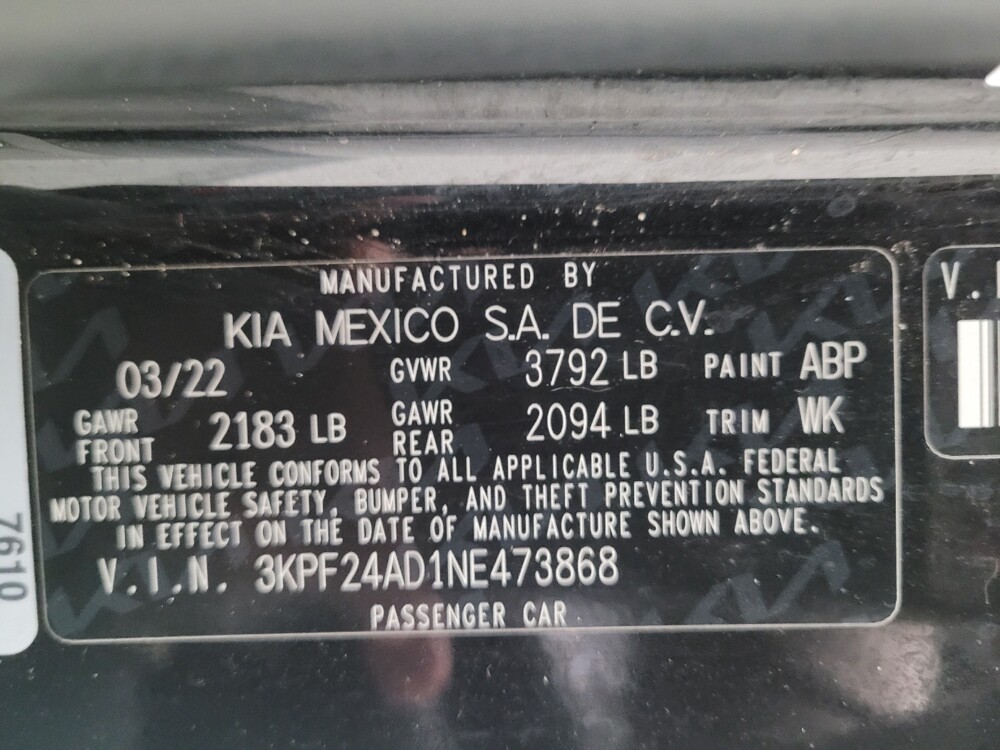 MANUFACTURED BY
KIA MEXICO S.A. DE C.V.
03/22 GVWR 3792 LB PAINT ABP
GAWR FRONT 2183 LB GAWR REAR 2094 LB TRIM WK
THIS VEHICLE CONFORMS TO ALL APPLICABLE U.S.A. FEDERAL
MOTOR VEHICLE SAFETY, BUMPER, AND THEFT PREVENTION STANDARDS
IN EFFECT ON THE DATE OF MANUFACTURE SHOWN ABOVE.
V.I.N. 3KPF24AD1NE473868
PASSENGER CAR
7610
V.